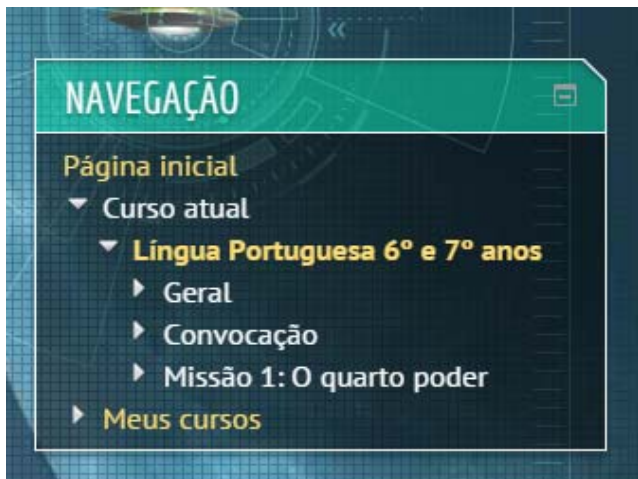 NAVEGAÇÃO
Página inicial
Curso atual
Língua Portuguesa 6º e 7º anos
Geral
Convocação
Missão 1: O quarto poder
Meus cursos